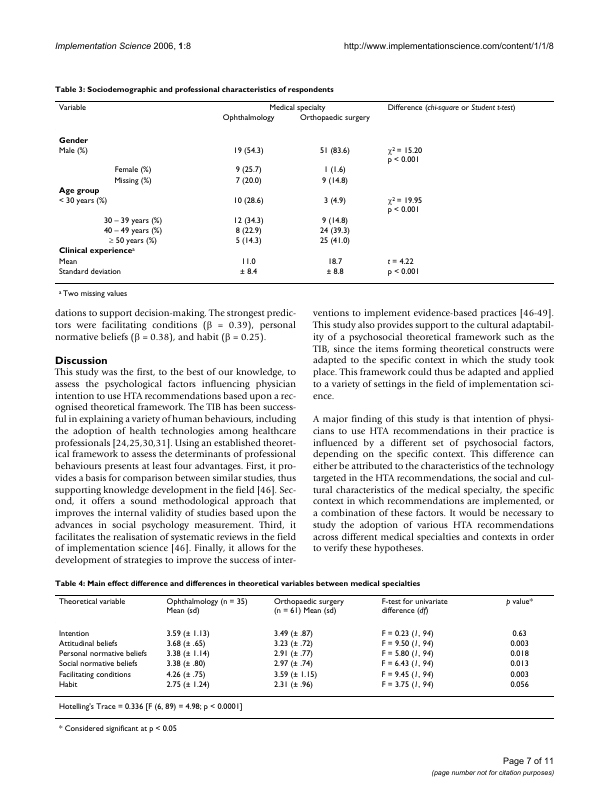 Implementation Science 2006, 1:8 http://www.implementationscience.com/content/1/1/8
Table 3: Sociodemographic and professional characteristics of respondents
Variable Medical specialty Difference (chi-square or Student t-test)
Ophthalmology Orthopaedic surgery
Gender
Male (%) 19 (54.3) 51 (83.6) χ² = 15.20
p < 0.001
Female (%) 9 (25.7) 1 (1.6)
Missing (%) 7 (20.0) 9 (14.8)
Age group
< 30 years (%) 10 (28.6) 3 (4.9) χ² = 19.95
p < 0.001
30 – 39 years (%) 12 (34.3) 9 (14.8)
40 – 49 years (%) 8 (22.9) 24 (39.3)
≥ 50 years (%) 5 (14.3) 25 (41.0)
Clinical experienceᵃ
Mean 11.0 18.7 t = 4.22
Standard deviation ± 8.4 ± 8.8 p < 0.001
ᵃ Two missing values
dations to support decision-making. The strongest predic-
tors were facilitating conditions (β = 0.39), personal
normative beliefs (β = 0.38), and habit (β = 0.25).
Discussion
This study was the first, to the best of our knowledge, to
assess the psychological factors influencing physician
intention to use HTA recommendations based upon a rec-
ognised theoretical framework. The TIB has been success-
ful in explaining a variety of human behaviours, including
the adoption of health technologies among healthcare
professionals [24,25,30,31]. Using an established theoret-
ical framework to assess the determinants of professional
behaviours presents at least four advantages. First, it pro-
vides a basis for comparison between similar studies, thus
supporting knowledge development in the field [46]. Sec-
ond, it offers a sound methodological approach that
improves the internal validity of studies based upon the
advances in social psychology measurement. Third, it
facilitates the realisation of systematic reviews in the field
of implementation science [46]. Finally, it allows for the
development of strategies to improve the success of inter-
ventions to implement evidence-based practices [46-49].
This study also provides support to the cultural adaptabil-
ity of a psychosocial theoretical framework such as the
TIB, since the items forming theoretical constructs were
adapted to the specific context in which the study took
place. This framework could thus be adapted and applied
to a variety of settings in the field of implementation sci-
ence.
A major finding of this study is that intention of physi-
cians to use HTA recommendations in their practice is
influenced by a different set of psychosocial factors,
depending on the specific context. This difference can
either be attributed to the characteristics of the technology
targeted in the HTA recommendations, the social and cul-
tural characteristics of the medical specialty, the specific
context in which recommendations are implemented, or
a combination of these factors. It would be necessary to
study the adoption of various HTA recommendations
across different medical specialties and contexts in order
to verify these hypotheses.
Table 4: Main effect difference and differences in theoretical variables between medical specialties
Theoretical variable Ophthalmology (n = 35) Orthopaedic surgery F-test for univariate p value*
Mean (sd) (n = 61) Mean (sd) difference (df)
Intention 3.59 (± 1.13) 3.49 (± .87) F = 0.23 (1, 94) 0.63
Attitudinal beliefs 3.68 (± .65) 3.23 (± .72) F = 9.50 (1, 94) 0.003
Personal normative beliefs 3.38 (± 1.14) 2.91 (± .77) F = 5.80 (1, 94) 0.018
Social normative beliefs 3.38 (± .80) 2.97 (± .74) F = 6.43 (1, 94) 0.013
Facilitating conditions 4.26 (± .75) 3.59 (± 1.15) F = 9.45 (1, 94) 0.003
Habit 2.75 (± 1.24) 2.31 (± .96) F = 3.75 (1, 94) 0.056
Hotelling's Trace = 0.336 [F (6, 89) = 4.98; p < 0.0001]
* Considered significant at p < 0.05
Page 7 of 11
(page number not for citation purposes)